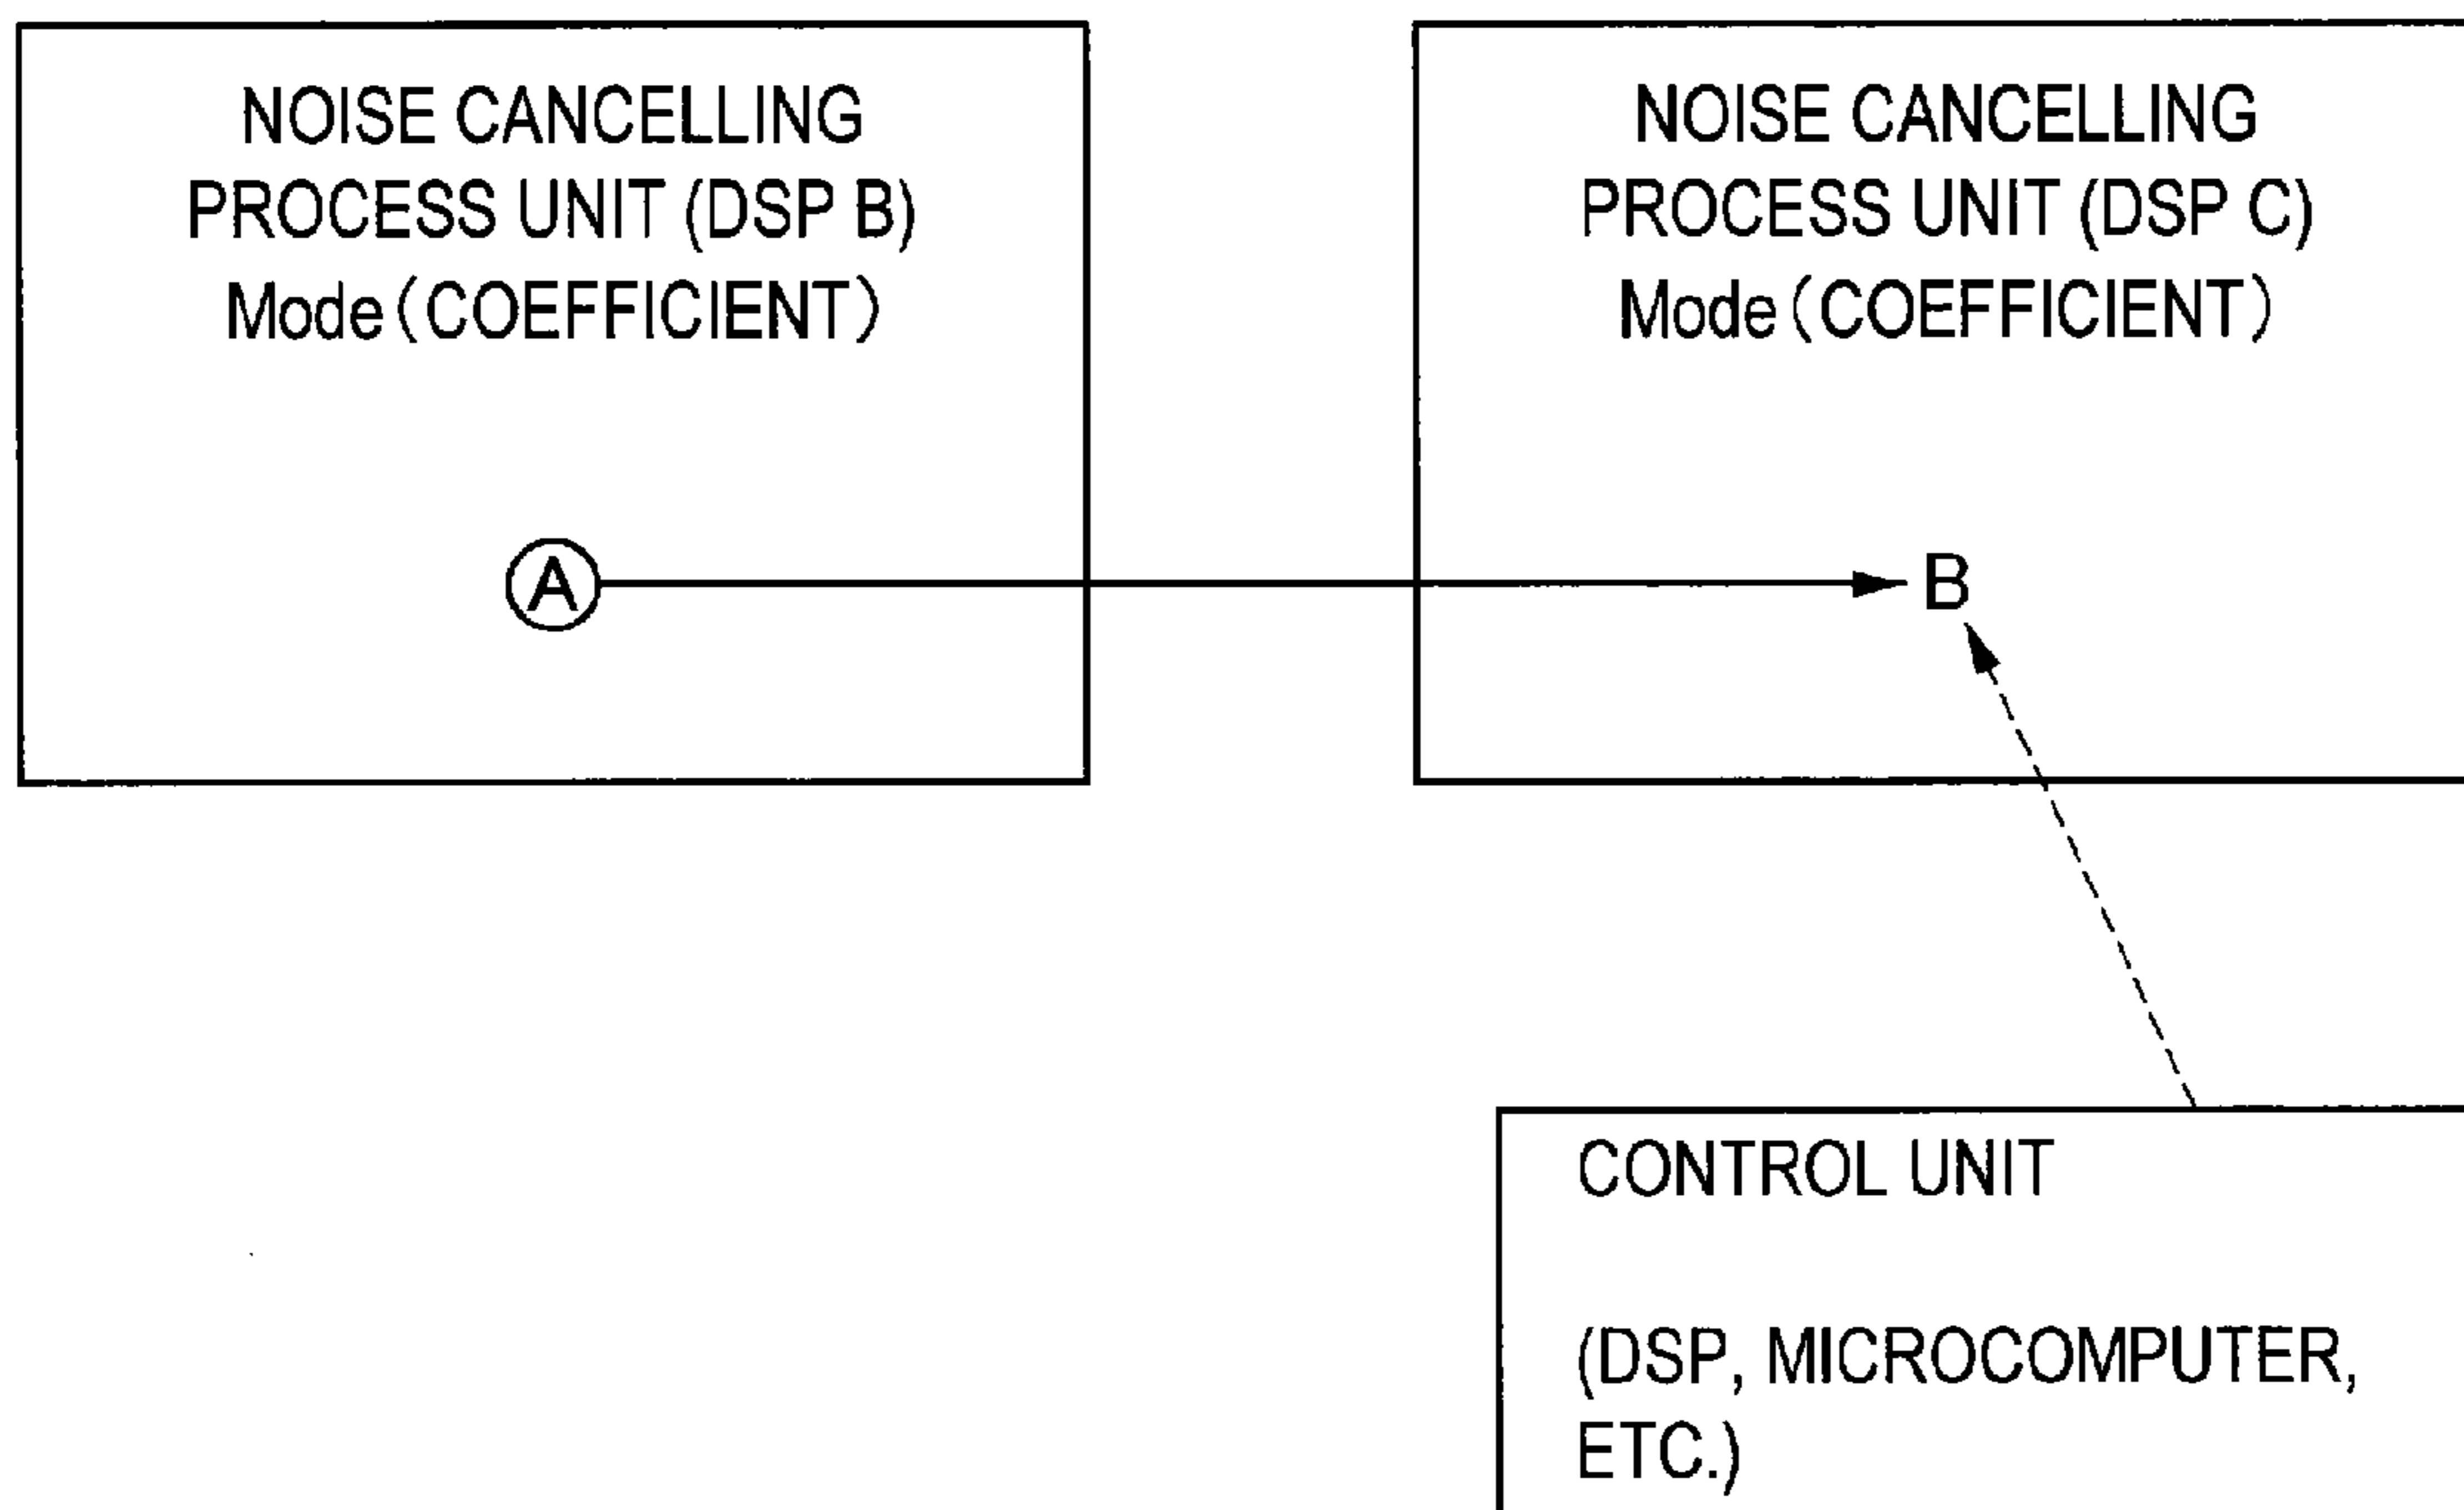 NOISE CANCELLING
PROCESS UNIT (DSP B)
Mode (COEFFICIENT)
A
NOISE CANCELLING
PROCESS UNIT (DSP C)
Mode (COEFFICIENT)
B
CONTROL UNIT
(DSP, MICROCOMPUTER,
ETC.)